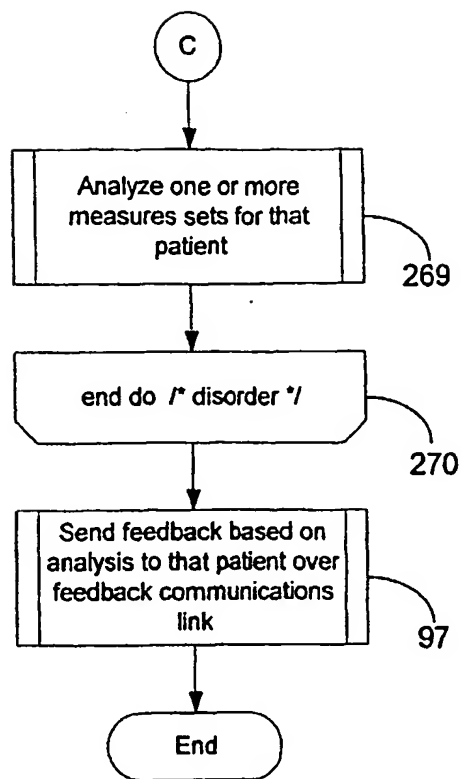 C
Analyze one or more
measures sets for that
patient
269
end do /* disorder */
270
Send feedback based on
analysis to that patient over
feedback communications
link
97
End